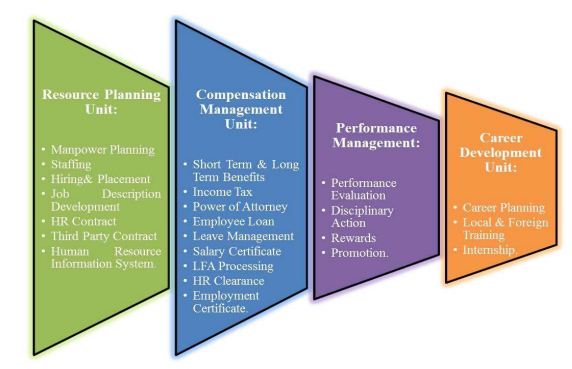 Resource Planning
Unit:
• Manpower Planning
• Staffing
• Hiring& Placement
• Job Description
Development
• HR Contract
• Third Party Contract
• Human Resource
Information System.
Compensation
Management
Unit:
• Short Term & Long
Term Benefits
• Income Tax
• Power of Attorney
• Employee Loan
• Leave Management
• Salary Certificate
• LFA Processing
• HR Clearance
• Employment
Certificate.
Performance
Management:
• Performance
Evaluation
• Disciplinary
Action
• Rewards
• Promotion.
Career
Development
Unit:
• Career Planning
• Local & Foreign
Training
• Internship.